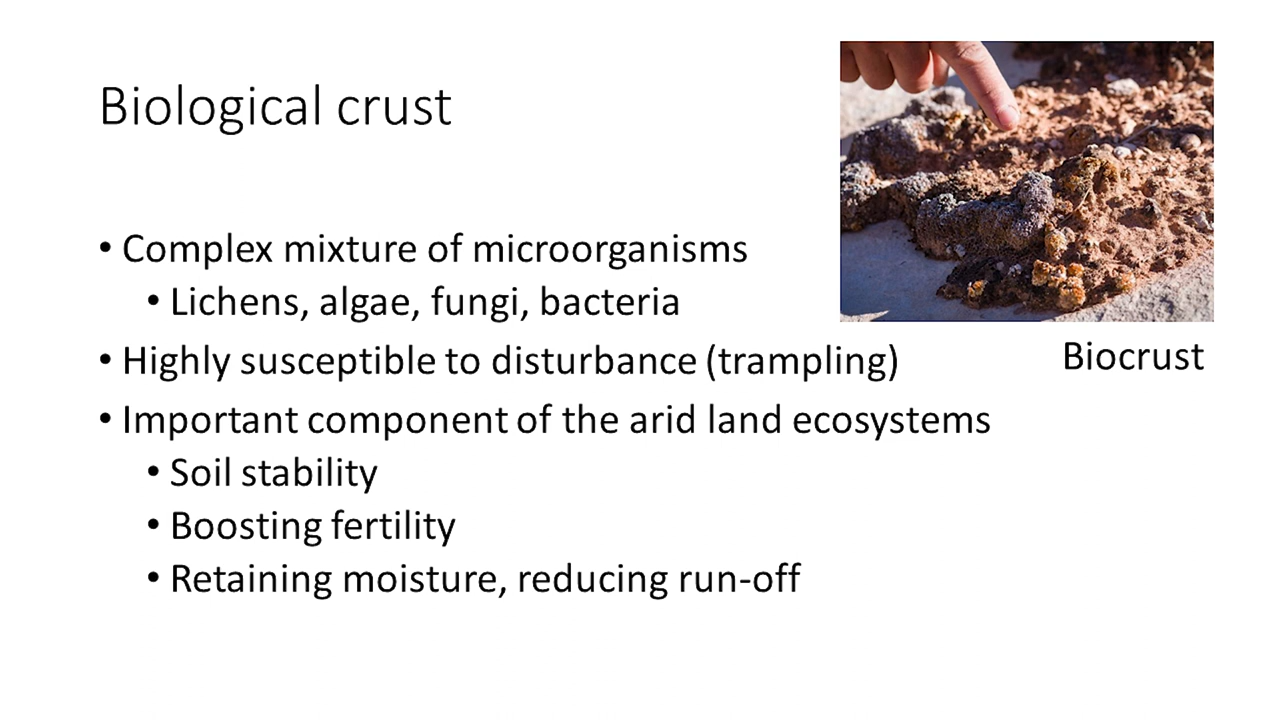 Biological crust
• Complex mixture of microorganisms
• Lichens, algae, fungi, bacteria
• Highly susceptible to disturbance (trampling)
Biocrust
• Important component of the arid land ecosystems
• Soil stability
• Boosting fertility
• Retaining moisture, reducing run-off